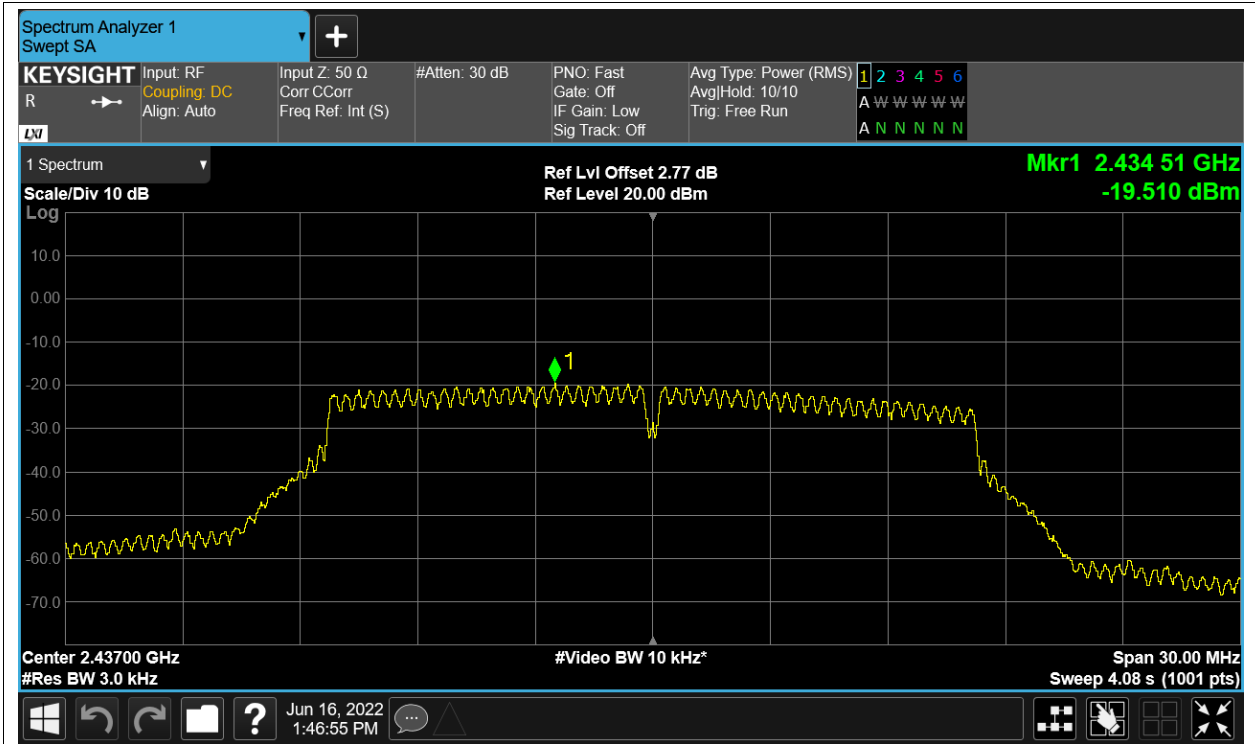 Spectrum Analyzer 1
Swept SA
KEYSIGHT
R
LXI
Input: RF
Coupling: DC
Align: Auto
Input Z: 50 Ω
Corr CCorr
Freq Ref: Int (S)
#Atten: 30 dB
PNO: Fast
Gate: Off
IF Gain: Low
Sig Track: Off
Avg Type: Power (RMS)
Avg|Hold: 10/10
Trig: Free Run
1 2 3 4 5 6
A W W W W W
A N N N N N
1 Spectrum
Scale/Div 10 dB
Log
Ref Lvl Offset 2.77 dB
Ref Level 20.00 dBm
Mkr1 2.434 51 GHz
-19.510 dBm
10.0
0.00
-10.0
1
-20.0
-30.0
-40.0
-50.0
-60.0
-70.0
Center 2.43700 GHz
#Video BW 10 kHz*
Span 30.00 MHz
#Res BW 3.0 kHz
Sweep 4.08 s (1001 pts)
?
Jun 16, 2022
1:46:55 PM